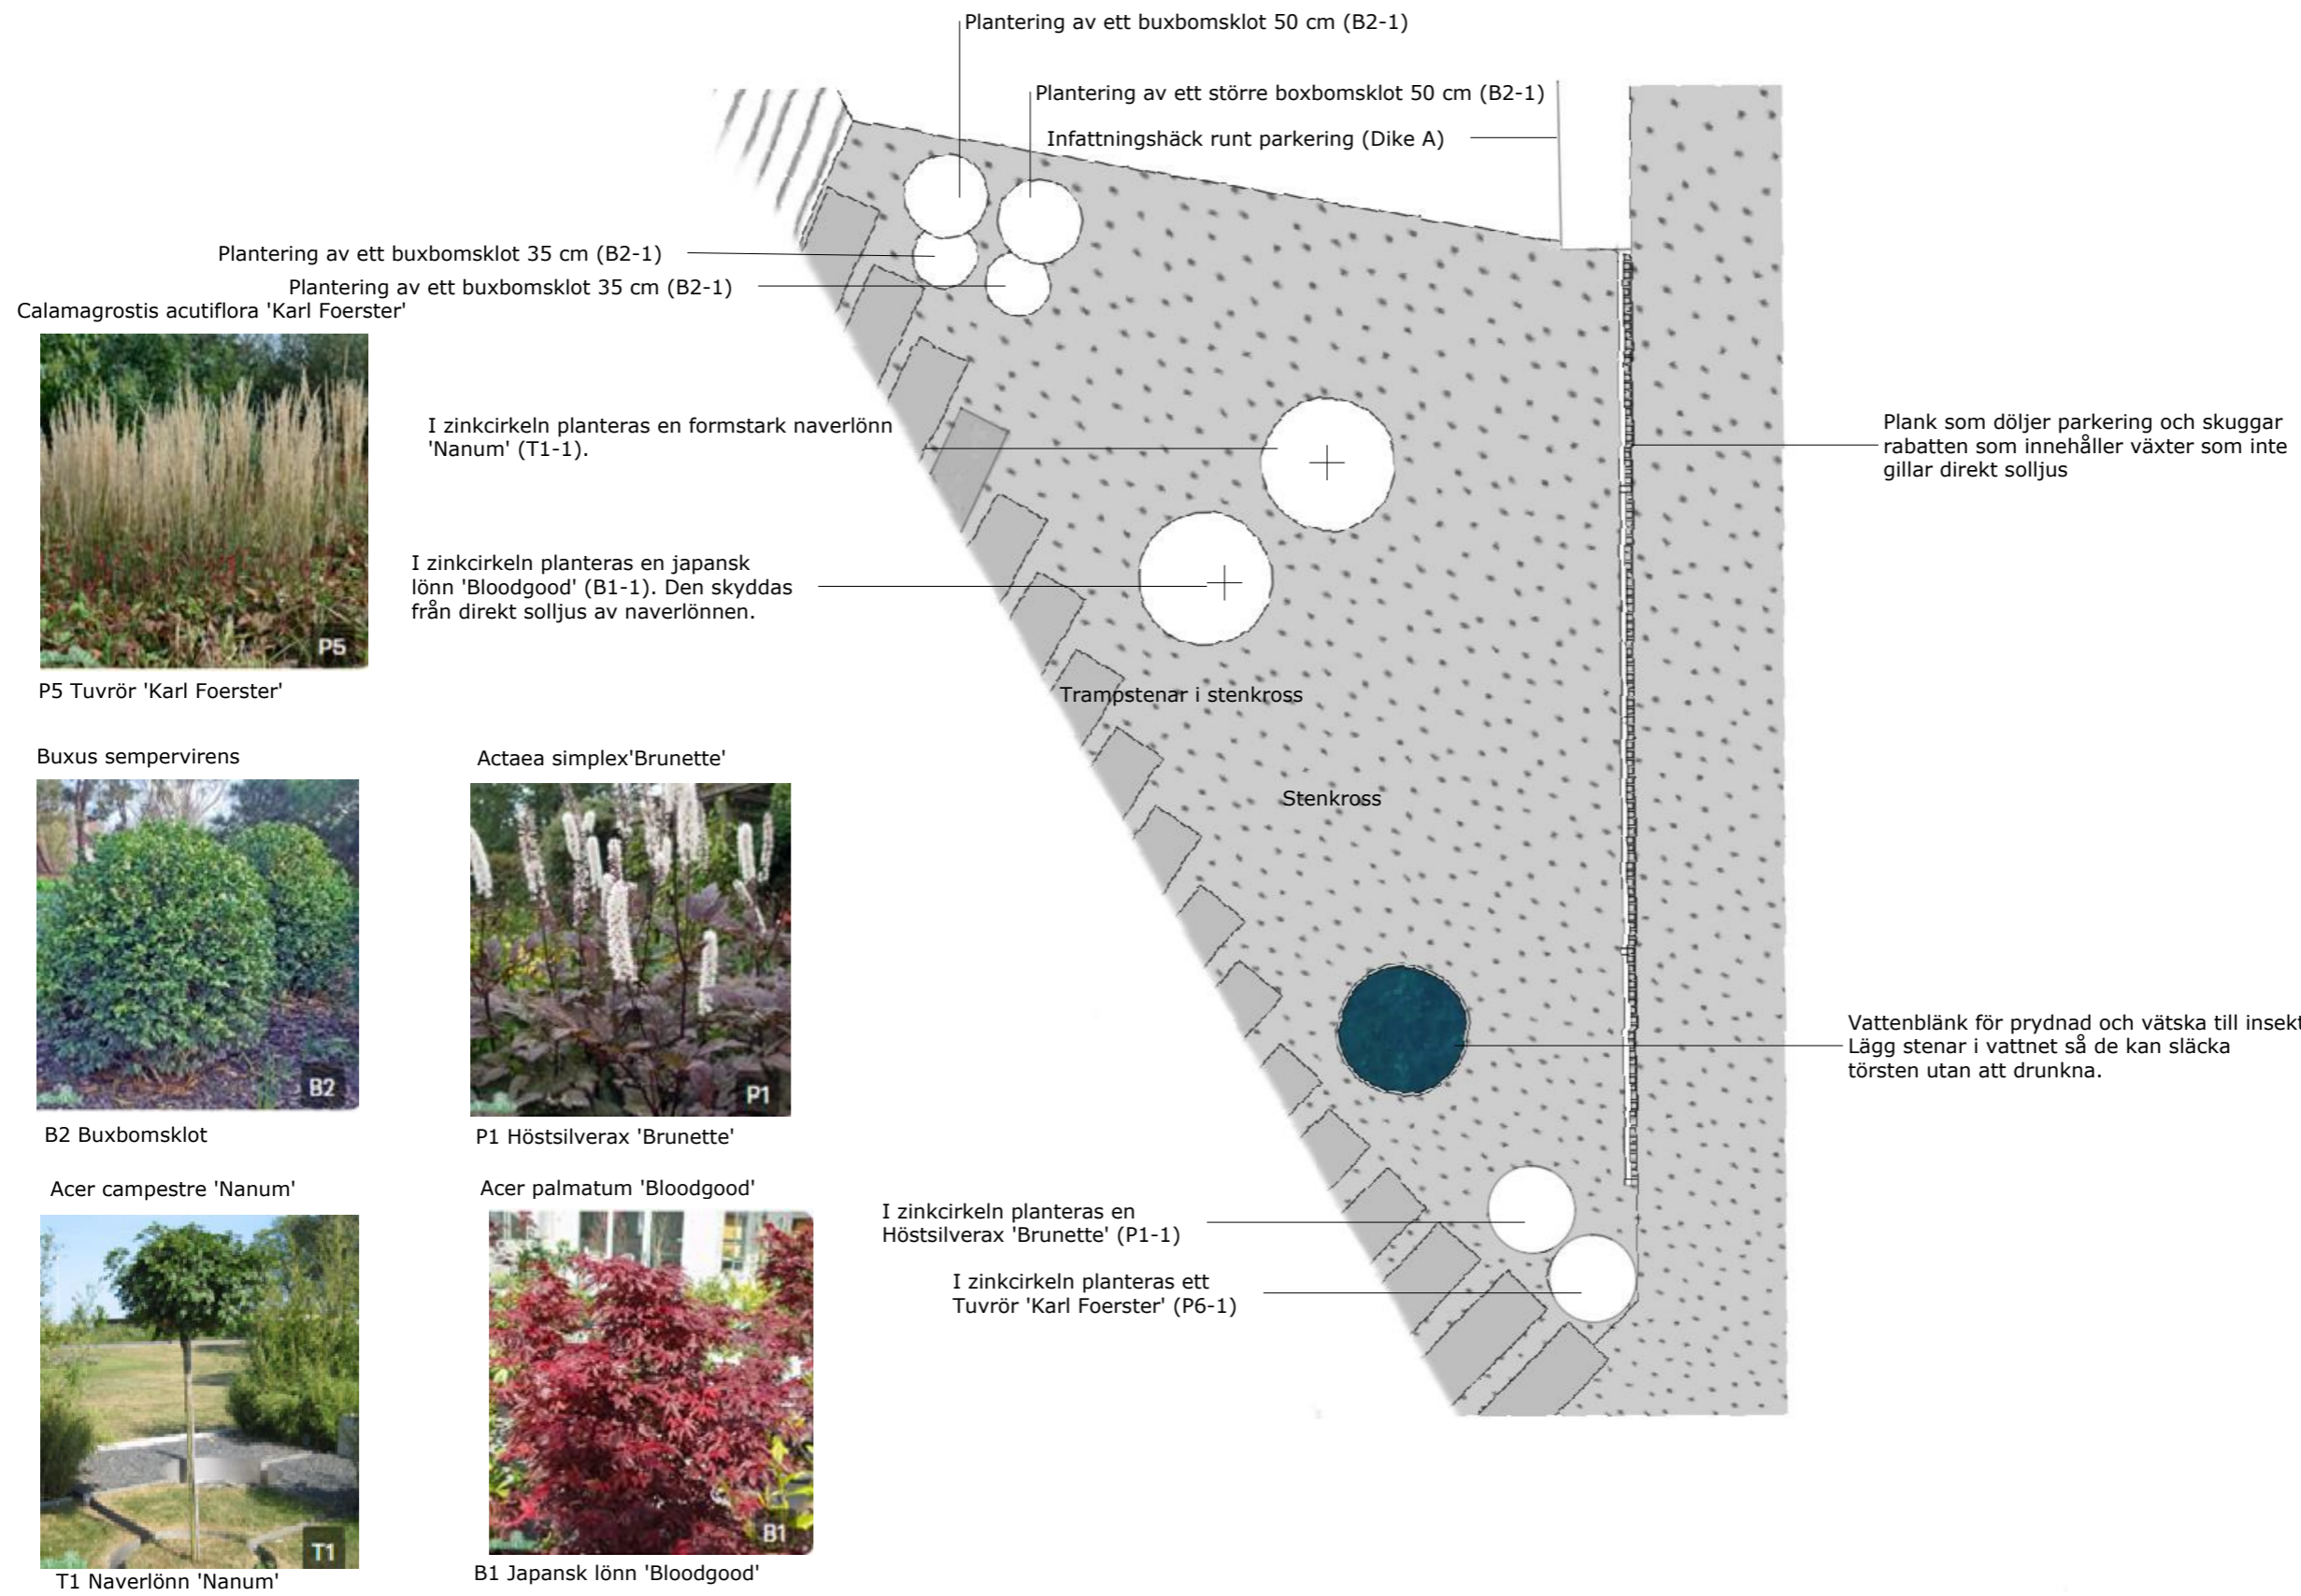 Plantering av ett buxbomsklot 50 cm (B2-1)
Plantering av ett större boxbomsklot 50 cm (B2-1)
Infattningshäck runt parkering (Dike A)
Plantering av ett buxbomsklot 35 cm (B2-1)
Plantering av ett buxbomsklot 35 cm (B2-1)
Calamagrostis acutiflora 'Karl Foerster'
P5
P5 Tuvrör 'Karl Foerster'
I zinkcirkeln planteras en formstark naverlönn
'Nanum' (T1-1).
Plank som döljer parkering och skuggar
rabatten som innehåller växter som inte
gillar direkt solljus
I zinkcirkeln planteras en japansk
lönn 'Bloodgood' (B1-1). Den skyddas
från direkt solljus av naverlönnen.
Trampstenar i stenkross
Stenkross
Buxus sempervirens
B2
B2 Buxbomsklot
Actaea simplex'Brunette'
P1
P1 Höstsilverax 'Brunette'
Vattenblänk för prydnad och vätska till insekt
Lägg stenar i vattnet så de kan släcka
törsten utan att drunkna.
Acer campestre 'Nanum'
T1
T1 Naverlönn 'Nanum'
Acer palmatum 'Bloodgood'
B1
B1 Japansk lönn 'Bloodgood'
I zinkcirkeln planteras en
Höstsilverax 'Brunette' (P1-1)
I zinkcirkeln planteras ett
Tuvrör 'Karl Foerster' (P6-1)